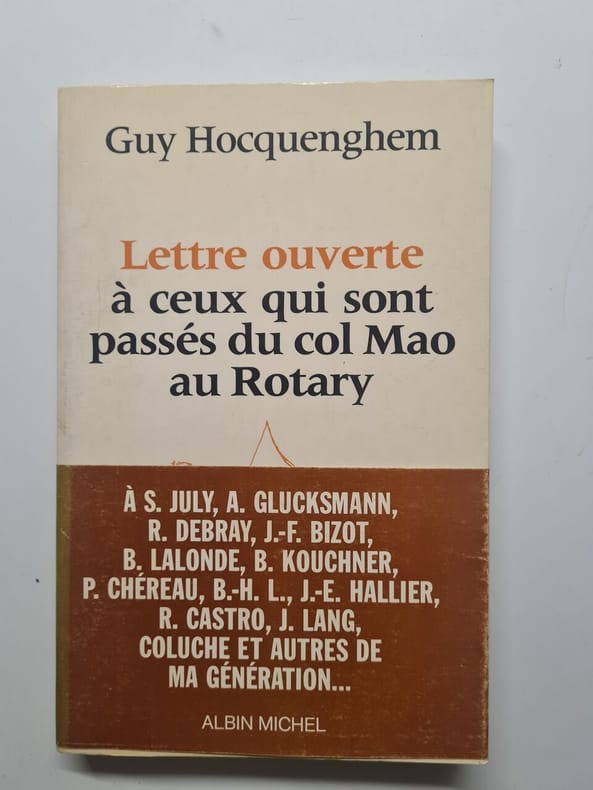 Guy Hocquenghem
Lettre ouverte
à ceux qui sont
passés du col Mao
au Rotary
À S. JULY, A. GLUCKSMANN,
R. DEBRAY, J.-F. BIZOT,
B. LALONDE, B. KOUCHNER,
P. CHÉREAU, B.-H. L., J.-E. HALLIER,
R. CASTRO, J. LANG,
COLUCHE ET AUTRES DE
MA GÉNÉRATION...
ALBIN MICHEL